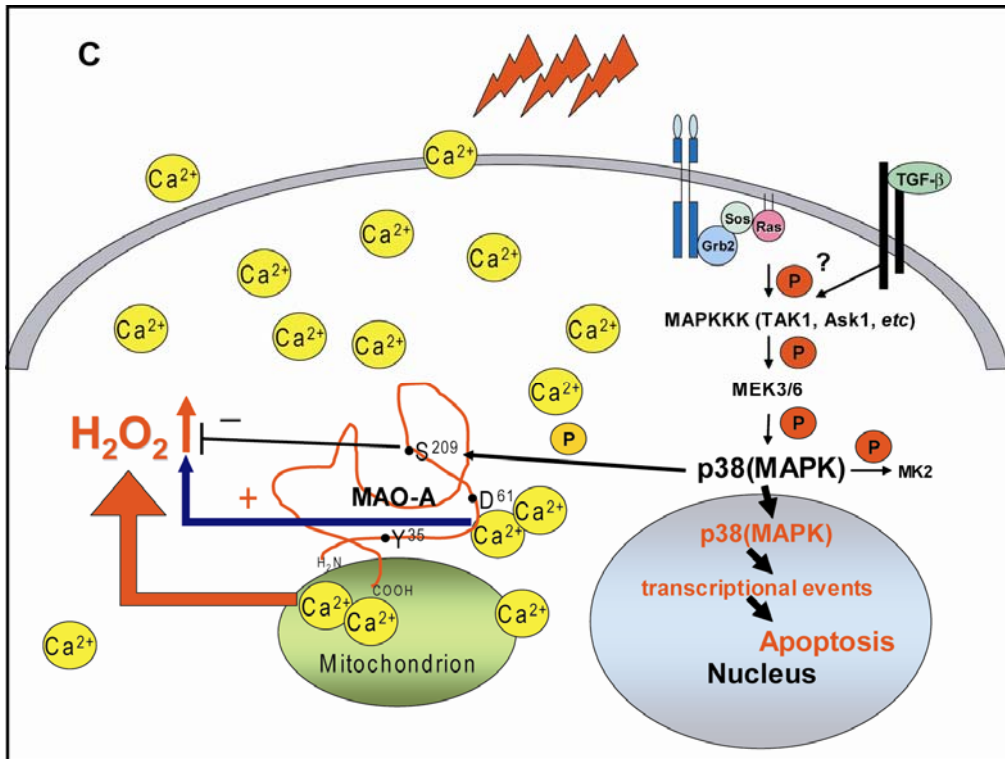 C
Ca2+
Ca2+
TGF-β
Ca2+
Sos
Ras
Grb2
Ca2+
Ca2+
P
?
Ca2+
Ca2+
Ca2+
Ca2+
MAPKKK (TAK1, Ask1, etc)
P
Ca2+
MEK3/6
P
P
H2O2
–
S209
p38(MAPK)
P
MK2
+
MAO-A
D61
Ca2+
Ca2+
Y35
p38(MAPK)
H2N
COOH
transcriptional events
Ca2+
Ca2+
Ca2+
Ca2+
Apoptosis
Mitochondrion
Nucleus